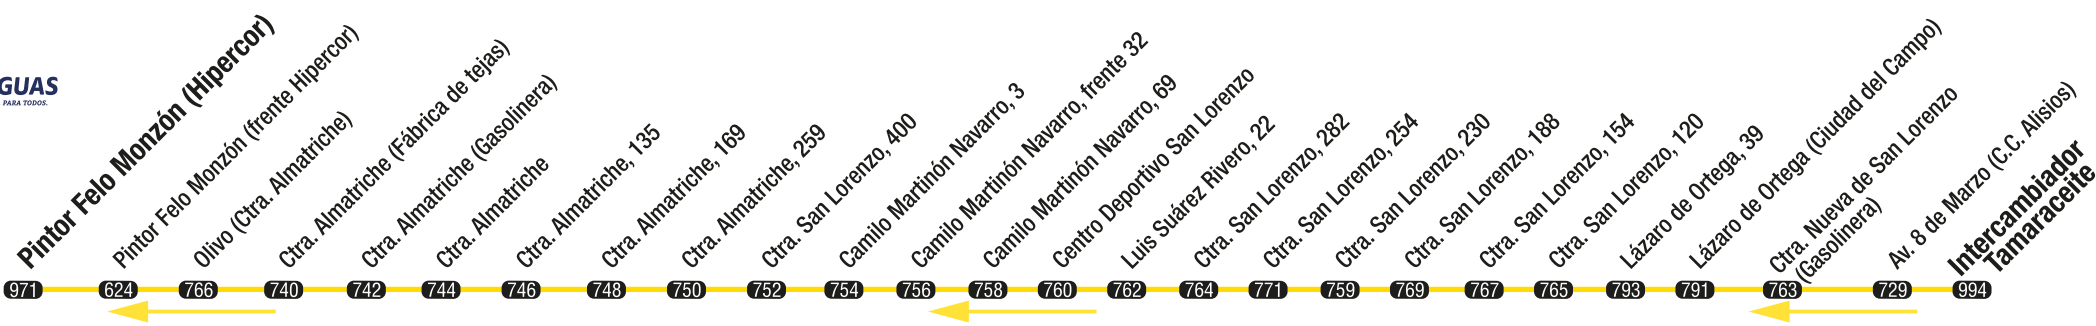 GUAS
PARA TODOS.
Pintor Felo Monzón (Hipercor)
Pintor Felo Monzón (frente Hipercor)
Olivo (Ctra. Almatriche)
Ctra. Almatriche (Fábrica de tejas)
Ctra. Almatriche (Gasolinera)
Ctra. Almatriche
Ctra. Almatriche, 135
Ctra. Almatriche, 169
Ctra. Almatriche, 259
Ctra. San Lorenzo, 400
Camilo Martinón Navarro, 3
Camilo Martinón Navarro, frente 32
Camilo Martinón Navarro, 69
Centro Deportivo San Lorenzo
Luis Suárez Rivero, 22
Ctra. San Lorenzo, 282
Ctra. San Lorenzo, 254
Ctra. San Lorenzo, 230
Ctra. San Lorenzo, 188
Ctra. San Lorenzo, 154
Ctra. San Lorenzo, 120
Lázaro de Ortega, 39
Lázaro de Ortega (Ciudad del Campo)
Ctra. Nueva de San Lorenzo
(Gasolinera)
Av. 8 de Marzo (C.C. Alisios)
Intercambiador
Tamaraceite
971 624 766 740 742 744 746 748 750 752 754 756 758 760 762 764 771 759 769 767 765 793 791 763 729 994